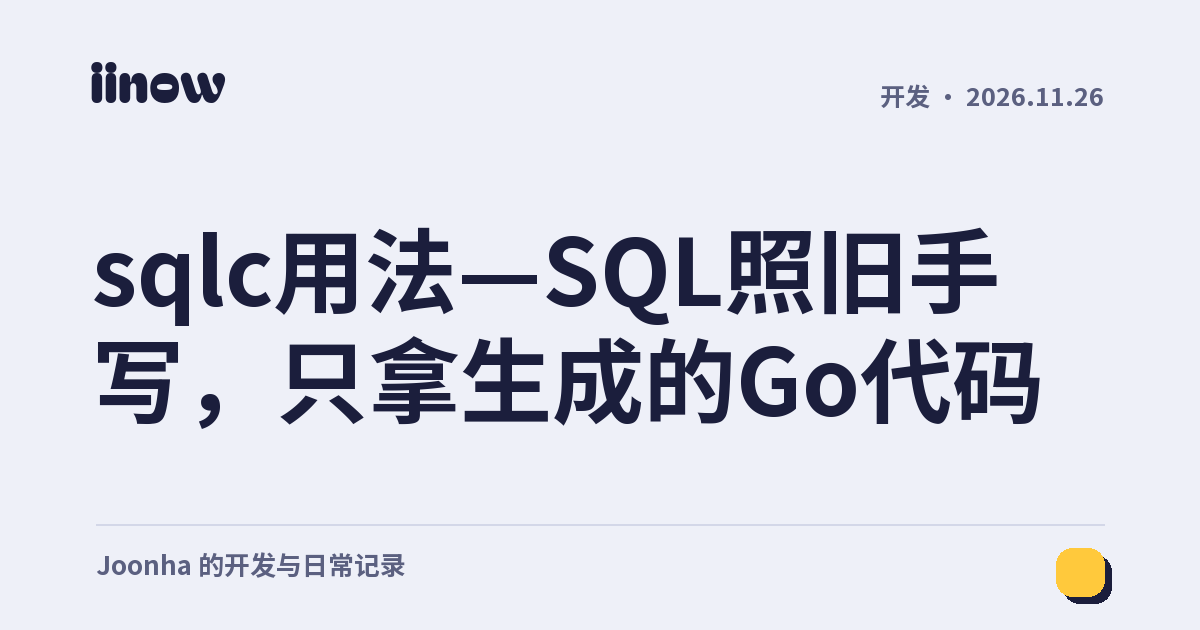 iinow
开发 · 2026.11.26
sqlc用法—SQL照旧手
写，只拿生成的Go代码
Joonha 的开发与日常记录